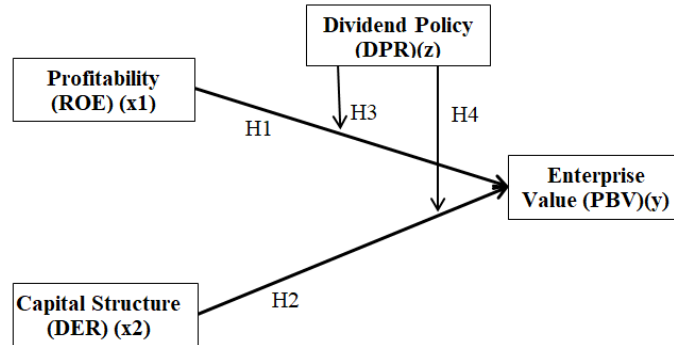 Dividend Policy
(DPR)(z)
Profitability
(ROE) (x1)
H1
H3
H4
Enterprise
Value (PBV)(y)
Capital Structure
(DER) (x2)
H2